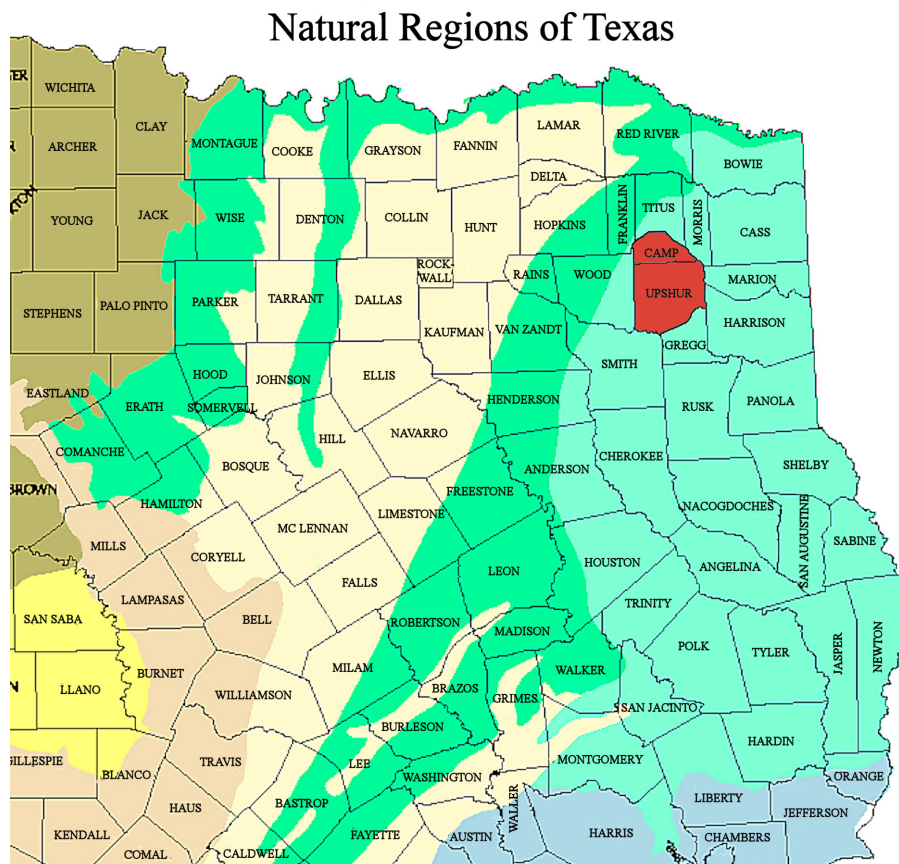 Natural Regions of Texas
WICHITA
CLAY
ARCHER
MONTAGUE
COOKE
GRAYSON
FANNIN
LAMAR
RED RIVER
BOWIE
DELTA
YOUNG
JACK
WISE
DENTON
COLLIN
HUNT
HOPKINS
FRANKLIN
TITUS
MORRIS
CASS
CAMP
ROCK-
WALL
RAINS
WOOD
UPSHUR
MARION
STEPHENS
PALO PINTO
PARKER
TARRANT
DALLAS
KAUFMAN
VAN ZANDT
HARRISON
GREGG
SMITH
EASTLAND
HOOD
JOHNSON
ELLIS
HENDERSON
RUSK
PANOLA
ERATH
SOMERVELL
COMANCHE
HILL
NAVARRO
BOSQUE
ANDERSON
CHEROKEE
SHELBY
BROWN
HAMILTON
FREESTONE
LIMESTONE
MC LENNAN
NACOGDOCHES
SAN AUGUSTINE
SABINE
MILLS
CORYELL
FALLS
LEON
HOUSTON
ANGELINA
LAMPASAS
BELL
ROBERTSON
MADISON
TRINITY
SAN SABA
MILAM
WALKER
POLK
TYLER
JASPER
NEWTON
LLANO
BURNET
WILLIAMSON
BRAZOS
GRIMES
SAN JACINTO
BURLESON
HARDIN
GILLESPIE
BLANCO
TRAVIS
LEE
WASHINGTON
MONTGOMERY
ORANGE
HAUS
BASTROP
WALLER
LIBERTY
JEFFERSON
KENDALL
COMAL
CALDWELL
FAYETTE
AUSTIN
HARRIS
CHAMBERS